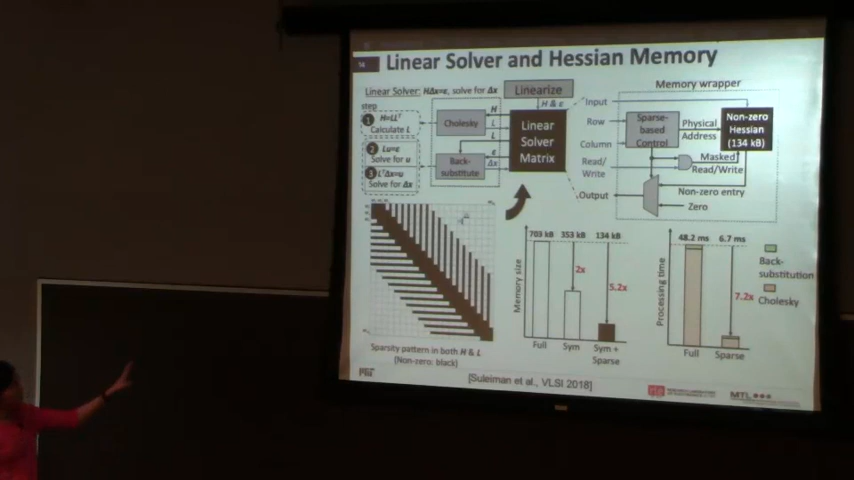 14
Linear Solver and Hessian Memory
Linear Solver: HΔx=ε, solve for Δx
step
1 H=LLᵀ
Calculate L
2 Lu=ε
Solve for u
3 LᵀΔx=u
Solve for Δx
Cholesky
Back-
substitute
H
L
L
ε
Δx
Linearize
H & ε
Linear
Solver
Matrix
Memory wrapper
Input
Row
Column
Read/
Write
Output
Sparse-
based
Control
Physical
Address
Non-zero
Hessian
(134 kB)
Masked
Read/Write
Non-zero entry
Zero
Sparsity pattern in both H & L
(Non-zero: black)
Memory size
703 kB
353 kB
134 kB
2x
5.2x
Full
Sym
Sym +
Sparse
Processing time
48.2 ms
6.7 ms
7.2x
Full
Sparse
Back-
substitution
Cholesky
[Suleiman et al., VLSI 2018]
MTL